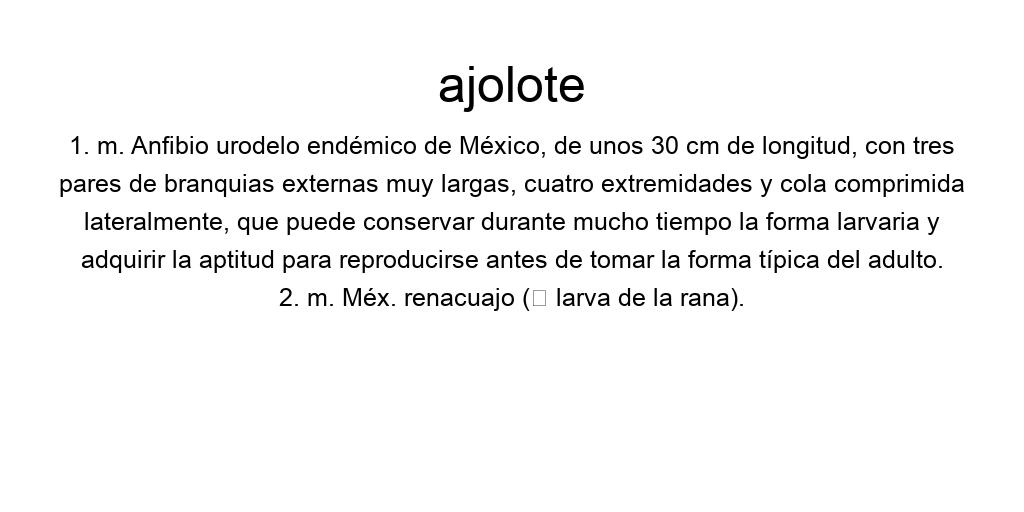 ajolote
1. m. Anfibio urodelo endémico de México, de unos 30 cm de longitud, con tres
pares de branquias externas muy largas, cuatro extremidades y cola comprimida
lateralmente, que puede conservar durante mucho tiempo la forma larvaria y
adquirir la aptitud para reproducirse antes de tomar la forma típica del adulto.
2. m. Méx. renacuajo (□ larva de la rana).